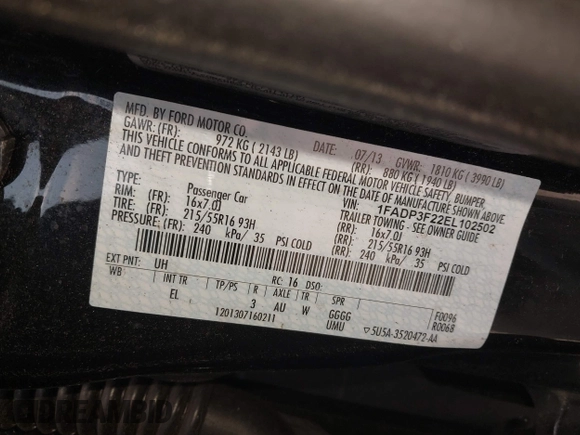 MFD. BY FORD MOTOR CO.
DATE: 07/13 GVWR: 1810 KG ( 3990 LB)
GAWR: (FR): 972 KG ( 2143 LB) (RR): 880 KG ( 1940 LB)
THIS VEHICLE CONFORMS TO ALL APPLICABLE FEDERAL MOTOR VEHICLE SAFETY, BUMPER
AND THEFT PREVENTION STANDARDS IN EFFECT ON THE DATE OF MANUFACTURE SHOWN ABOVE.
VIN: 1FADP3F22EL102502
TYPE: Passenger Car TRAILER TOWING - SEE OWNER GUIDE
RIM: (FR): 16x7.0J (RR): 16x7.0J
TIRE: (FR): 215/55R16 93H (RR): 215/55R16 93H
PRESSURE: (FR): 240 kPa/ 35 PSI COLD (RR): 240 kPa/ 35 PSI COLD
EXT PNT: UH RC: 16 DSO:
WB INT TR TP/PS R AXLE TR SPR F0096
EL 3 AU W GGGG R0068
1201307160211 UMU ▽5U5A-3520472-AA
DREAMBID